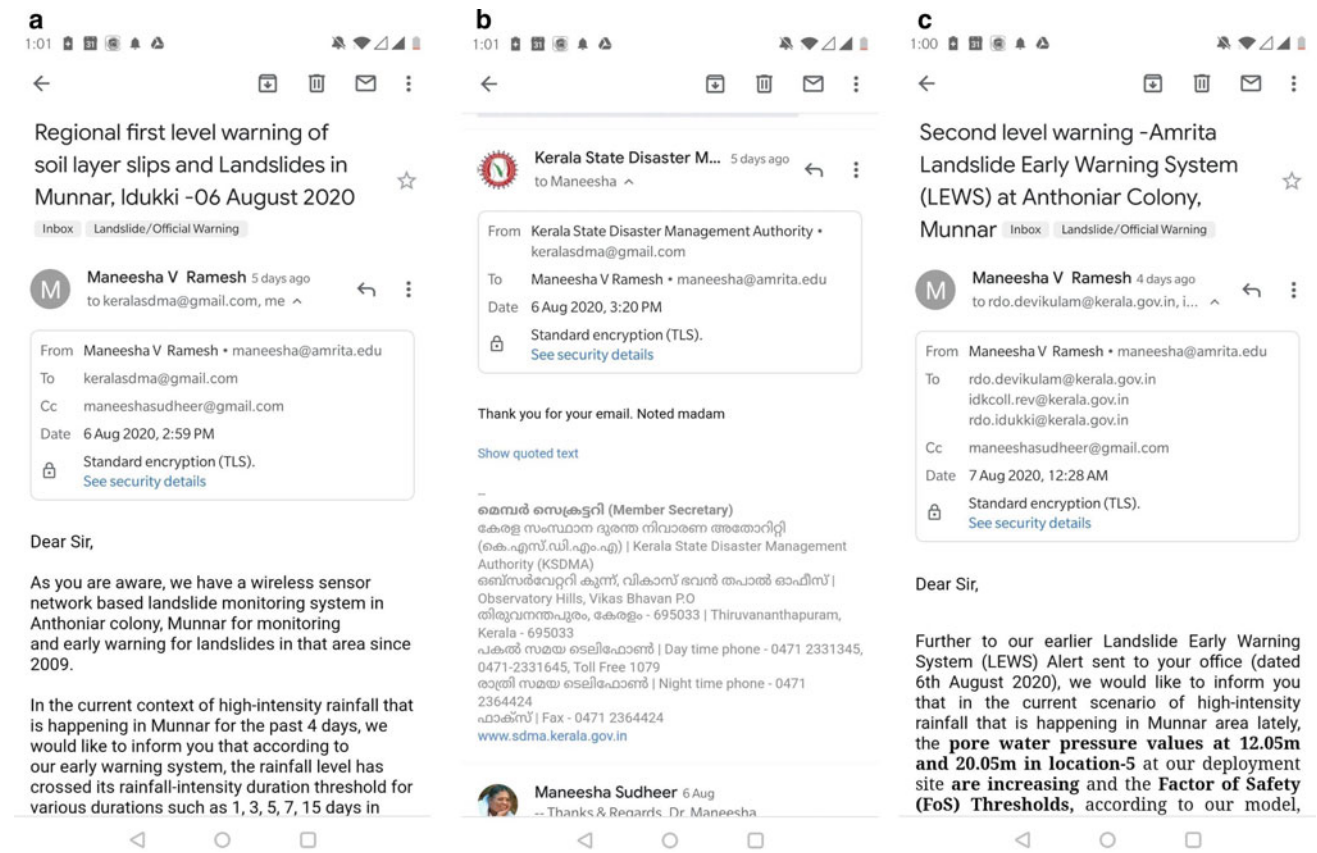 a
1:01
31
Regional first level warning of
soil layer slips and Landslides in
Munnar, Idukki -06 August 2020
Inbox Landslide/Official Warning
M
Maneesha V Ramesh 5 days ago
to keralasdma@gmail.com, me
From Maneesha V Ramesh • maneesha@amrita.edu
To keralasdma@gmail.com
Cc maneeshasudheer@gmail.com
Date 6 Aug 2020, 2:59 PM
Standard encryption (TLS).
See security details
Dear Sir,
As you are aware, we have a wireless sensor
network based landslide monitoring system in
Anthoniar colony, Munnar for monitoring
and early warning for landslides in that area since
2009.
In the current context of high-intensity rainfall that
is happening in Munnar for the past 4 days, we
would like to inform you that according to
our early warning system, the rainfall level has
crossed its rainfall-intensity duration threshold for
various durations such as 1, 3, 5, 7, 15 days in
b
1:01
31
Kerala State Disaster M... 5 days ago
to Maneesha
From Kerala State Disaster Management Authority •
keralasdma@gmail.com
To Maneesha V Ramesh • maneesha@amrita.edu
Date 6 Aug 2020, 3:20 PM
Standard encryption (TLS).
See security details
Thank you for your email. Noted madam
Show quoted text
--
മെമ്പർ സെക്രട്ടറി (Member Secretary)
കേരള സംസ്ഥാന ദുരന്ത നിവാരണ അതോറിറ്റി
(കെ.എസ്.ഡി.എം.എ) | Kerala State Disaster Management
Authority (KSDMA)
ഒബ്സർവേറ്ററി കുന്ന്, വികാസ് ഭവൻ തപാൽ ഓഫീസ് |
Observatory Hills, Vikas Bhavan P.O
തിരുവനന്തപുരം, കേരളം - 695033 | Thiruvananthapuram,
Kerala - 695033
പകൽ സമയ ടെലിഫോൺ | Day time phone - 0471 2331345,
0471-2331645, Toll Free 1079
രാത്രി സമയ ടെലിഫോൺ | Night time phone - 0471
2364424
ഫാക്സ് | Fax - 0471 2364424
www.sdma.kerala.gov.in
Maneesha Sudheer 6 Aug
-- Thanks & Regards, Dr. Maneesha
c
1:00
31
Second level warning -Amrita
Landslide Early Warning System
(LEWS) at Anthoniar Colony,
Munnar Inbox Landslide/Official Warning
M
Maneesha V Ramesh 4 days ago
to rdo.devikulam@kerala.gov.in, i...
From Maneesha V Ramesh • maneesha@amrita.edu
To rdo.devikulam@kerala.gov.in
idkcoll.rev@kerala.gov.in
rdo.idukki@kerala.gov.in
Cc maneeshasudheer@gmail.com
Date 7 Aug 2020, 12:28 AM
Standard encryption (TLS).
See security details
Dear Sir,
Further to our earlier Landslide Early Warning
System (LEWS) Alert sent to your office (dated
6th August 2020), we would like to inform you
that in the current scenario of high-intensity
rainfall that is happening in Munnar area lately,
the pore water pressure values at 12.05m
and 20.05m in location-5 at our deployment
site are increasing and the Factor of Safety
(FoS) Thresholds, according to our model,